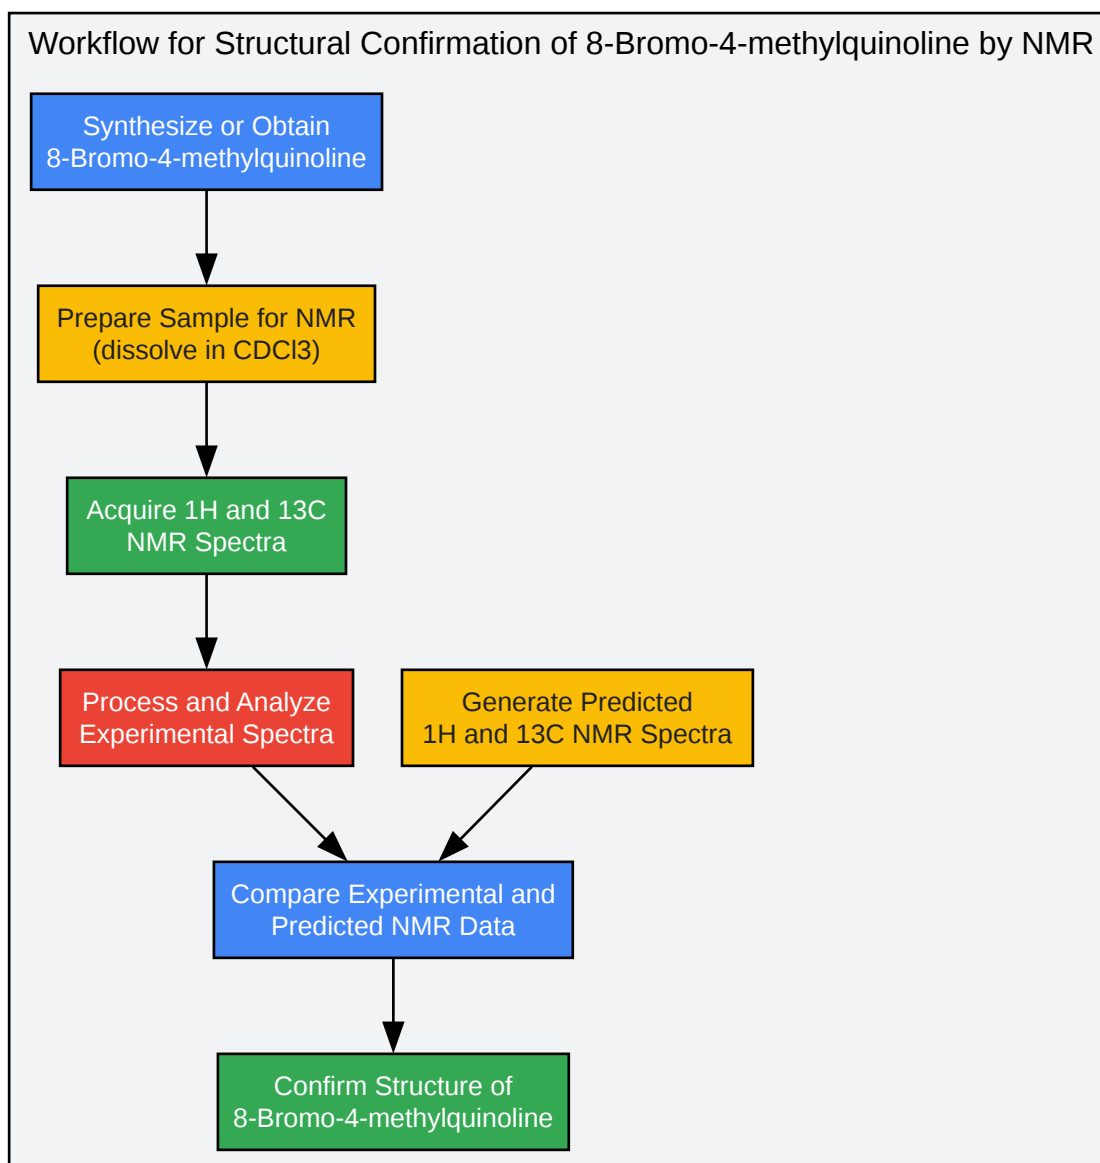 Workflow for Structural Confirmation of 8-Bromo-4-methylquinoline by NMR
Synthesize or Obtain
8-Bromo-4-methylquinoline
Prepare Sample for NMR
(dissolve in CDCl3)
Acquire 1H and 13C
NMR Spectra
Process and Analyze
Experimental Spectra
Generate Predicted
1H and 13C NMR Spectra
Compare Experimental and
Predicted NMR Data
Confirm Structure of
8-Bromo-4-methylquinoline